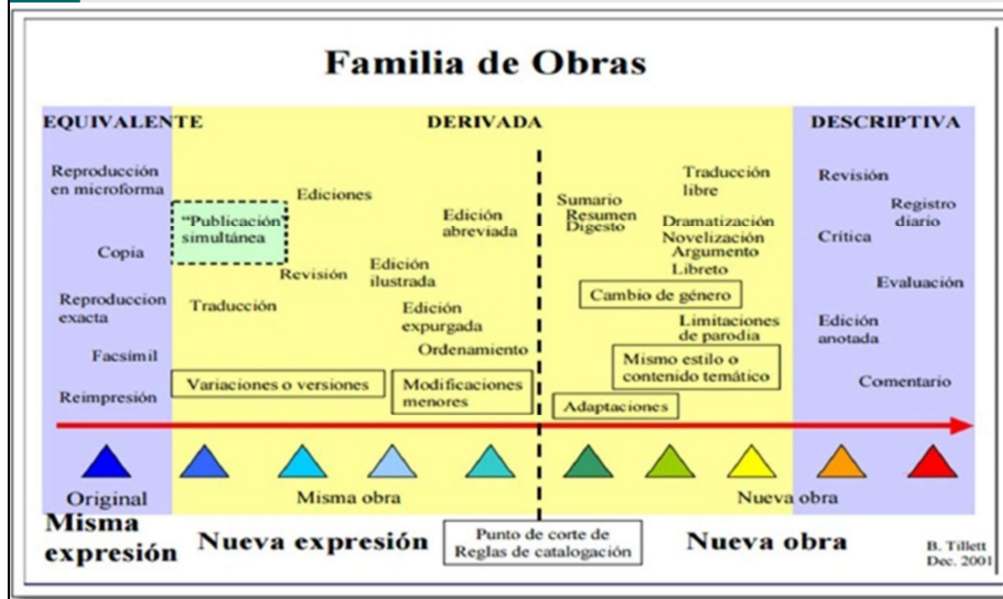 Familia de Obras
EQUIVALENTE
DERIVADA
DESCRIPTIVA
Reproducción
en microforma
Copia
Reproduccion
exacta
Facsímil
Reimpresión
"Publicación"
simultánea
Ediciones
Edición
abreviada
Revisión
Edición
ilustrada
Traducción
Edición
expurgada
Ordenamiento
Variaciones o versiones
Modificaciones
menores
Sumario
Resumen
Digesto
Traducción
libre
Dramatización
Novelización
Argumento
Libreto
Cambio de género
Limitaciones
de parodia
Mismo estilo o
contenido temático
Adaptaciones
Revisión
Registro
diario
Crítica
Evaluación
Edición
anotada
Comentario
Original
Misma obra
Nueva obra
Misma
expresión
Nueva expresión
Punto de corte de
Reglas de catalogación
Nueva obra
B. Tillett
Dec. 2001